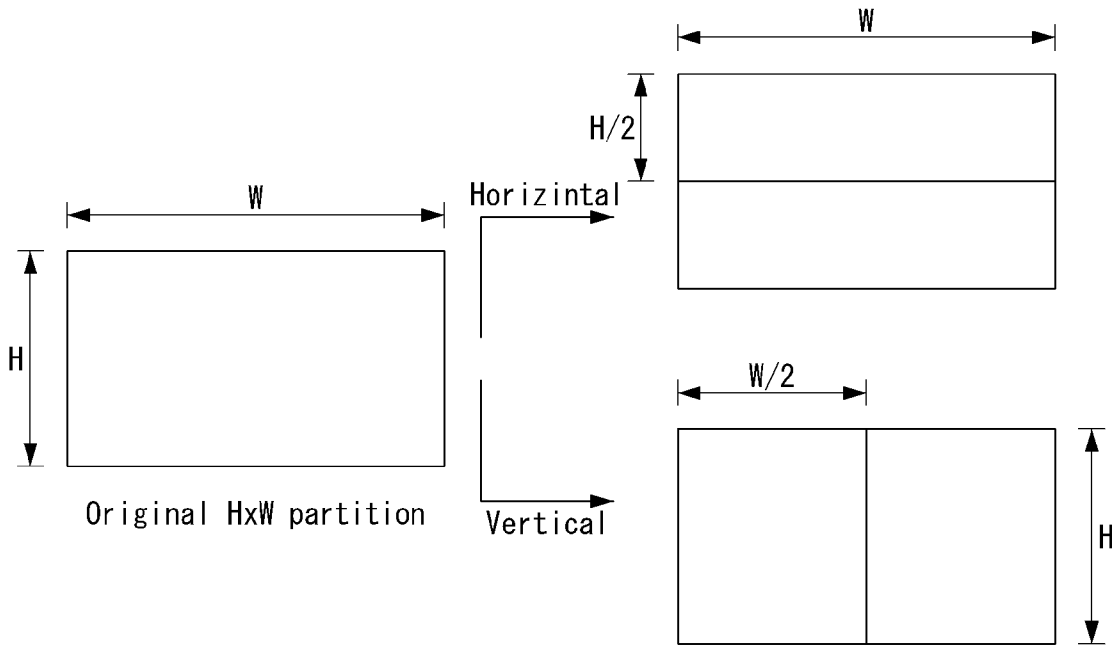 W
H
Original HxW partition
Horizintal
Vertical
W
H/2
W/2
H